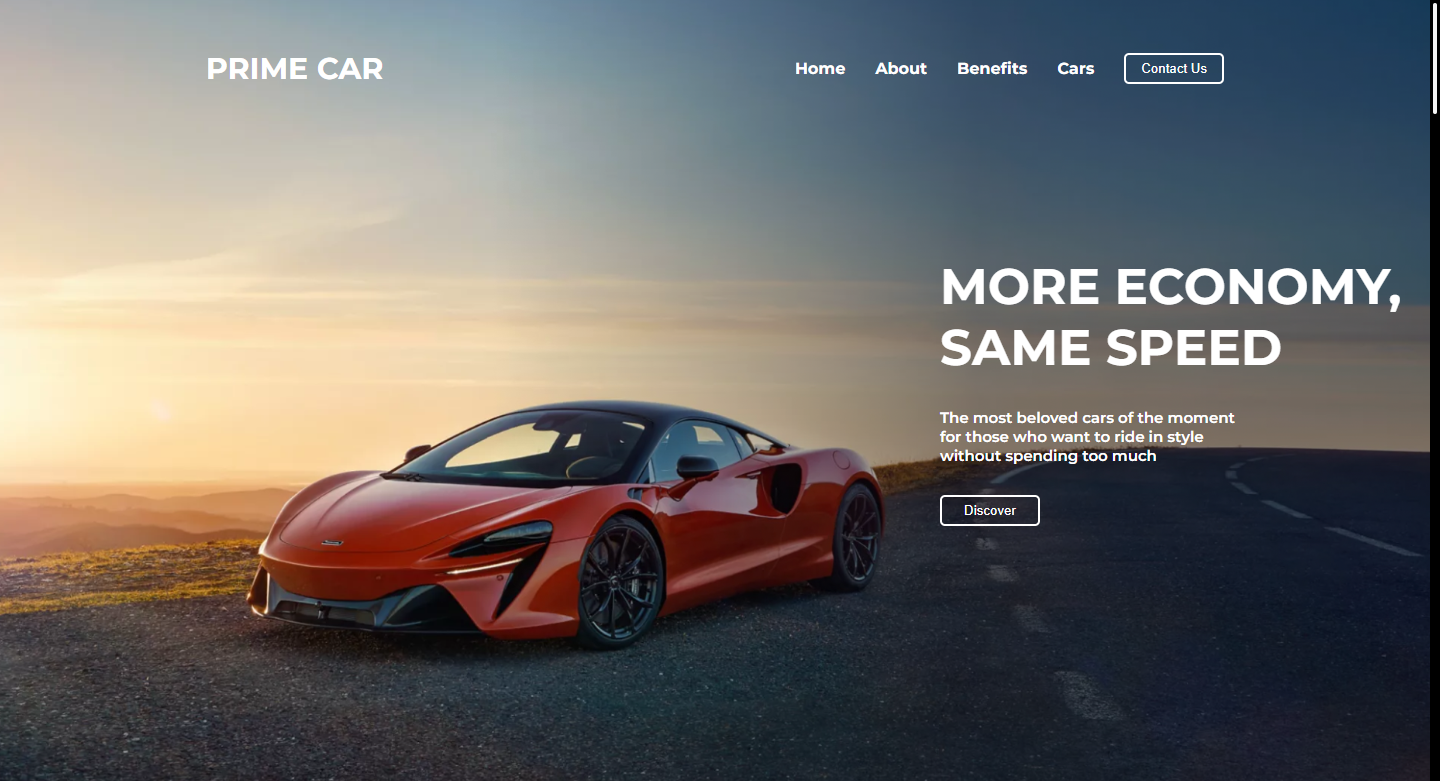 PRIME CAR
Home About Benefits Cars Contact Us
MORE ECONOMY,
SAME SPEED
The most beloved cars of the moment
for those who want to ride in style
without spending too much
Discover